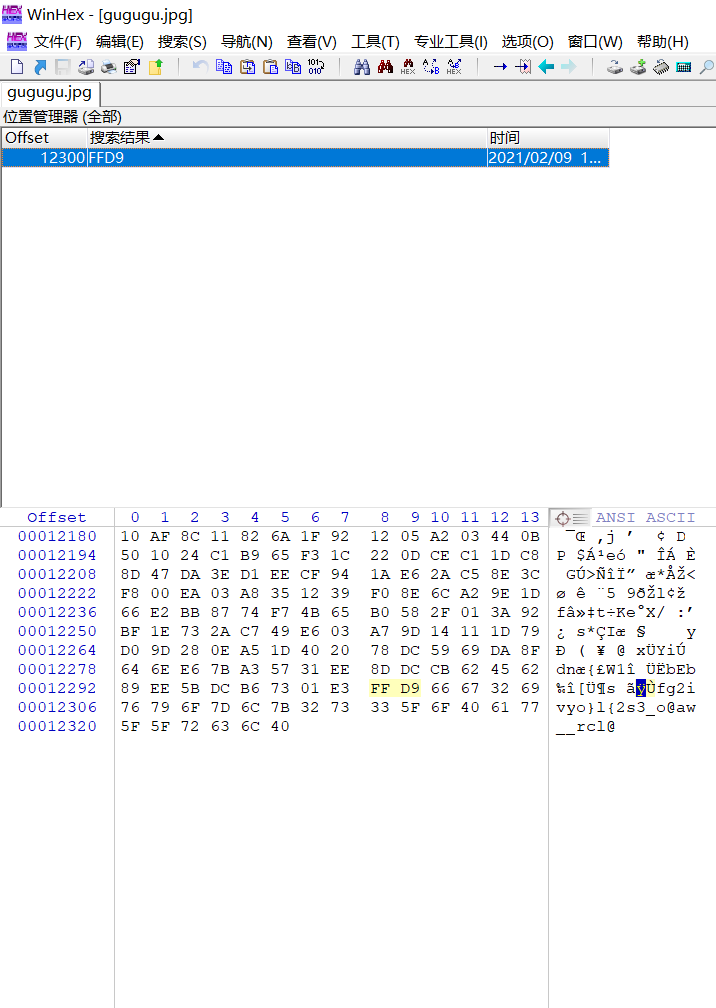 WinHex - [gugugu.jpg]
文件(F) 编辑(E) 搜索(S) 导航(N) 查看(V) 工具(T) 专业工具(I) 选项(O) 窗口(W) 帮助(H)
gugugu.jpg
位置管理器 (全部)
Offset 搜索结果 时间
12300 FFD9 2021/02/09 1...
Offset 0 1 2 3 4 5 6 7 8 9 10 11 12 13 ANSI ASCII
00012180 10 AF 8C 11 82 6A 1F 92 12 05 A2 03 44 0B ¯Œ ‚j ’ ¢ D
00012194 50 10 24 C1 B9 65 F3 1C 22 0D CE C1 11 DC C8 P $Á¹eó " ÎÁ È
00012208 8D 47 DA 3E D1 EE CF 94 1A E6 2A C5 8E 3C GÚ>ÑîÏ” æ*ÅŽ<
00012222 F8 00 EA 03 A8 35 12 39 F0 8E 6C A2 9E 1D ø ê ¨5 9ðŽl¢ž
00012236 66 E2 BB 87 74 F7 4B 65 B0 58 2F 01 3A 92 fâ»‡t÷Ke°X/ :’
00012250 BF 1E 73 2A C7 49 E6 03 A7 9D 14 11 1D 79 ¿ s*ÇIæ § y
00012264 D0 9D 28 0E A5 1D 40 20 78 DC 59 69 DA 8F Ð ( ¥ @ xÜYiÚ
00012278 64 6E E6 7B A3 57 31 EE 8D DC CB 62 45 62 dnæ{£W1î ÜËbEb
00012292 89 EE 5B DC B6 73 01 E3 FF D9 66 67 32 69 ‰î[Ü¶s ãÿÙfg2i
00012306 76 79 6F 7D 6C 7B 32 73 33 5F 6F 40 61 77 vyo}l{2s3_o@aw
00012320 5F 5F 72 63 6C 40 __rcl@